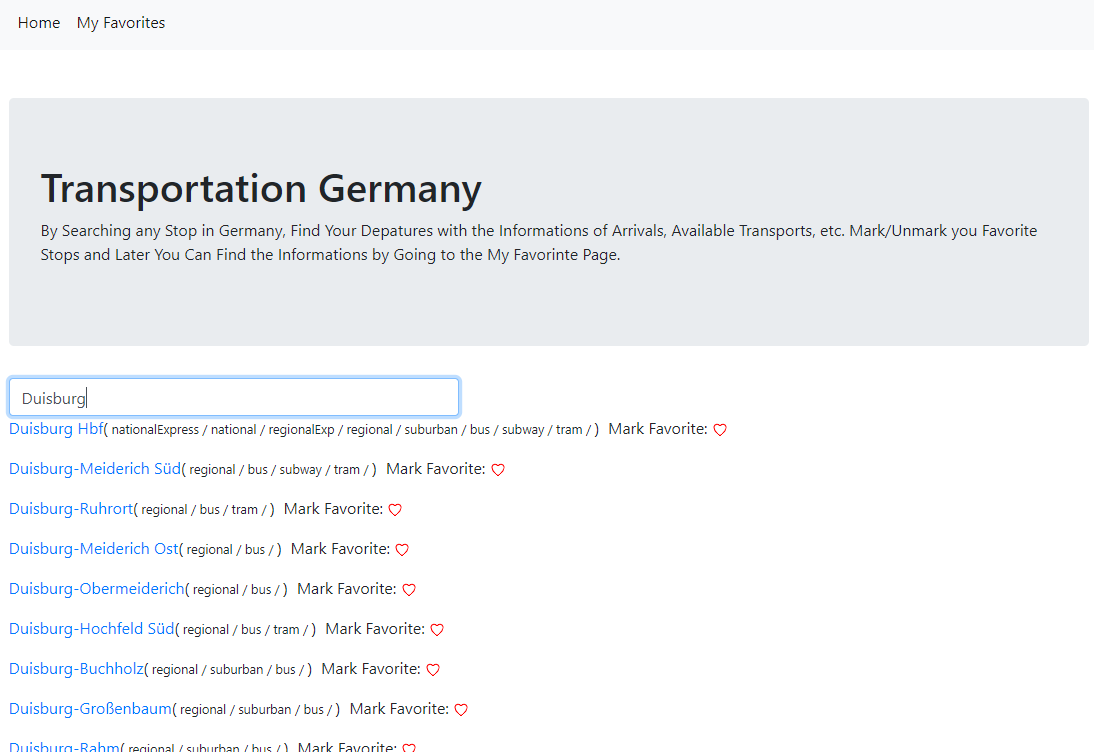 Home My Favorites
Transportation Germany
By Searching any Stop in Germany, Find Your Depatures with the Informations of Arrivals, Available Transports, etc. Mark/Unmark you Favorite
Stops and Later You Can Find the Informations by Going to the My Favorinte Page.
Duisburg
Duisburg Hbf( nationalExpress / national / regionalExp / regional / suburban / bus / subway / tram / ) Mark Favorite:
Duisburg-Meiderich Süd( regional / bus / subway / tram / ) Mark Favorite:
Duisburg-Ruhrort( regional / bus / tram / ) Mark Favorite:
Duisburg-Meiderich Ost( regional / bus / ) Mark Favorite:
Duisburg-Obermeiderich( regional / bus / ) Mark Favorite:
Duisburg-Hochfeld Süd( regional / bus / tram / ) Mark Favorite:
Duisburg-Buchholz( regional / suburban / bus / ) Mark Favorite:
Duisburg-Großenbaum( regional / suburban / bus / ) Mark Favorite:
Duisburg-Rahm( regional / suburban / bus / ) Mark Favorite: